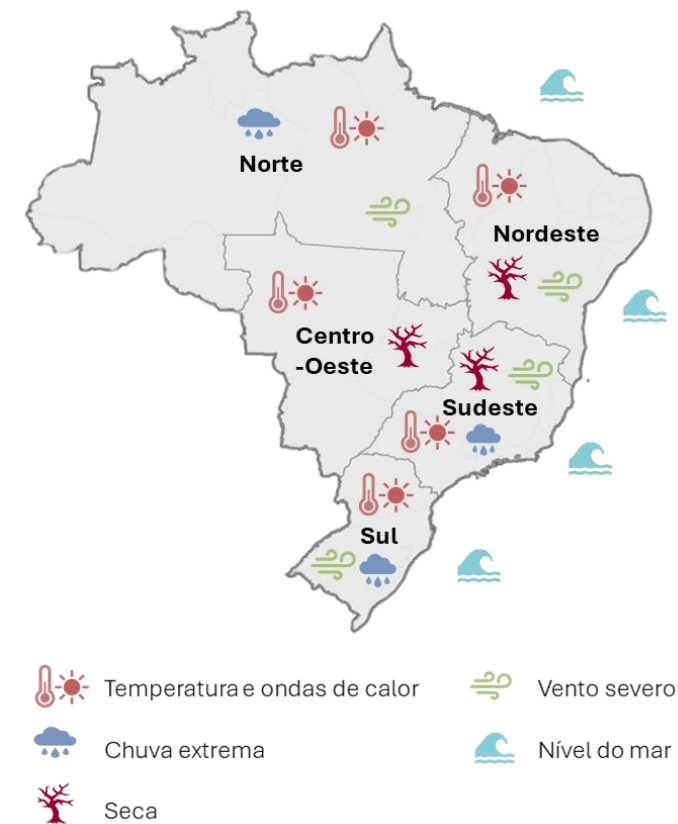 Norte
Nordeste
Centro
-Oeste
Sudeste
Sul
Temperatura e ondas de calor
Vento severo
Chuva extrema
Nível do mar
Seca